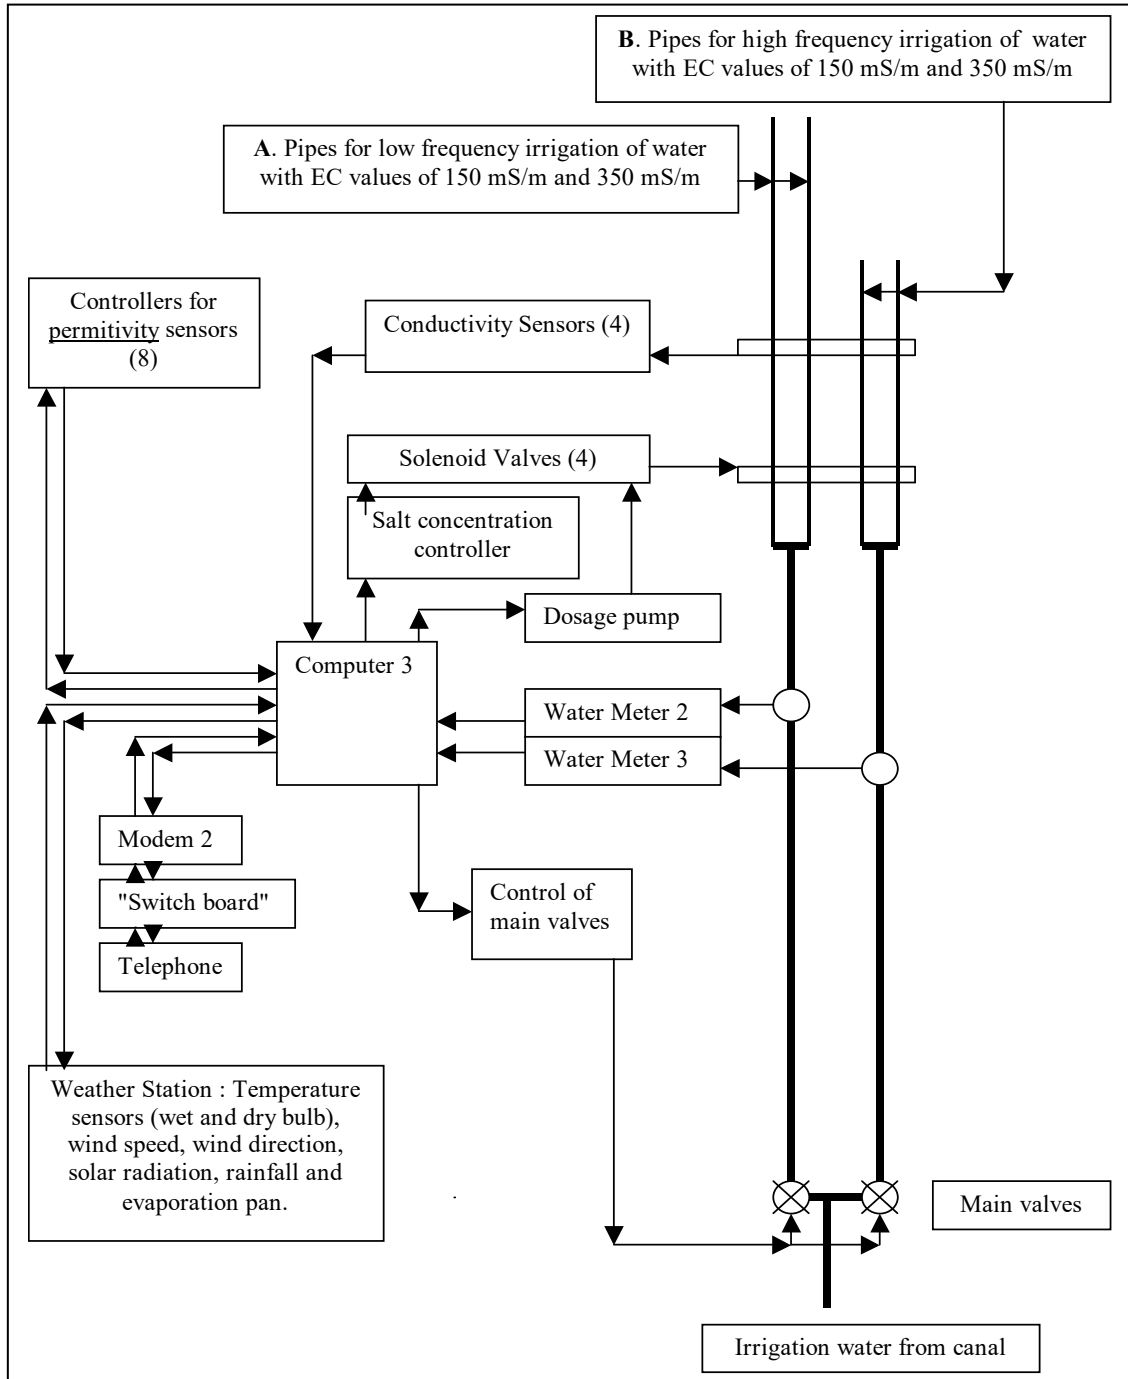 B. Pipes for high frequency irrigation of water
with EC values of 150 mS/m and 350 mS/m
A. Pipes for low frequency irrigation of water
with EC values of 150 mS/m and 350 mS/m
Controllers for
permitivity sensors
(8)
Conductivity Sensors (4)
Solenoid Valves (4)
Salt concentration
controller
Dosage pump
Computer 3
Water Meter 2
Water Meter 3
Modem 2
"Switch board"
Telephone
Control of
main valves
Weather Station : Temperature
sensors (wet and dry bulb),
wind speed, wind direction,
solar radiation, rainfall and
evaporation pan.
Main valves
Irrigation water from canal